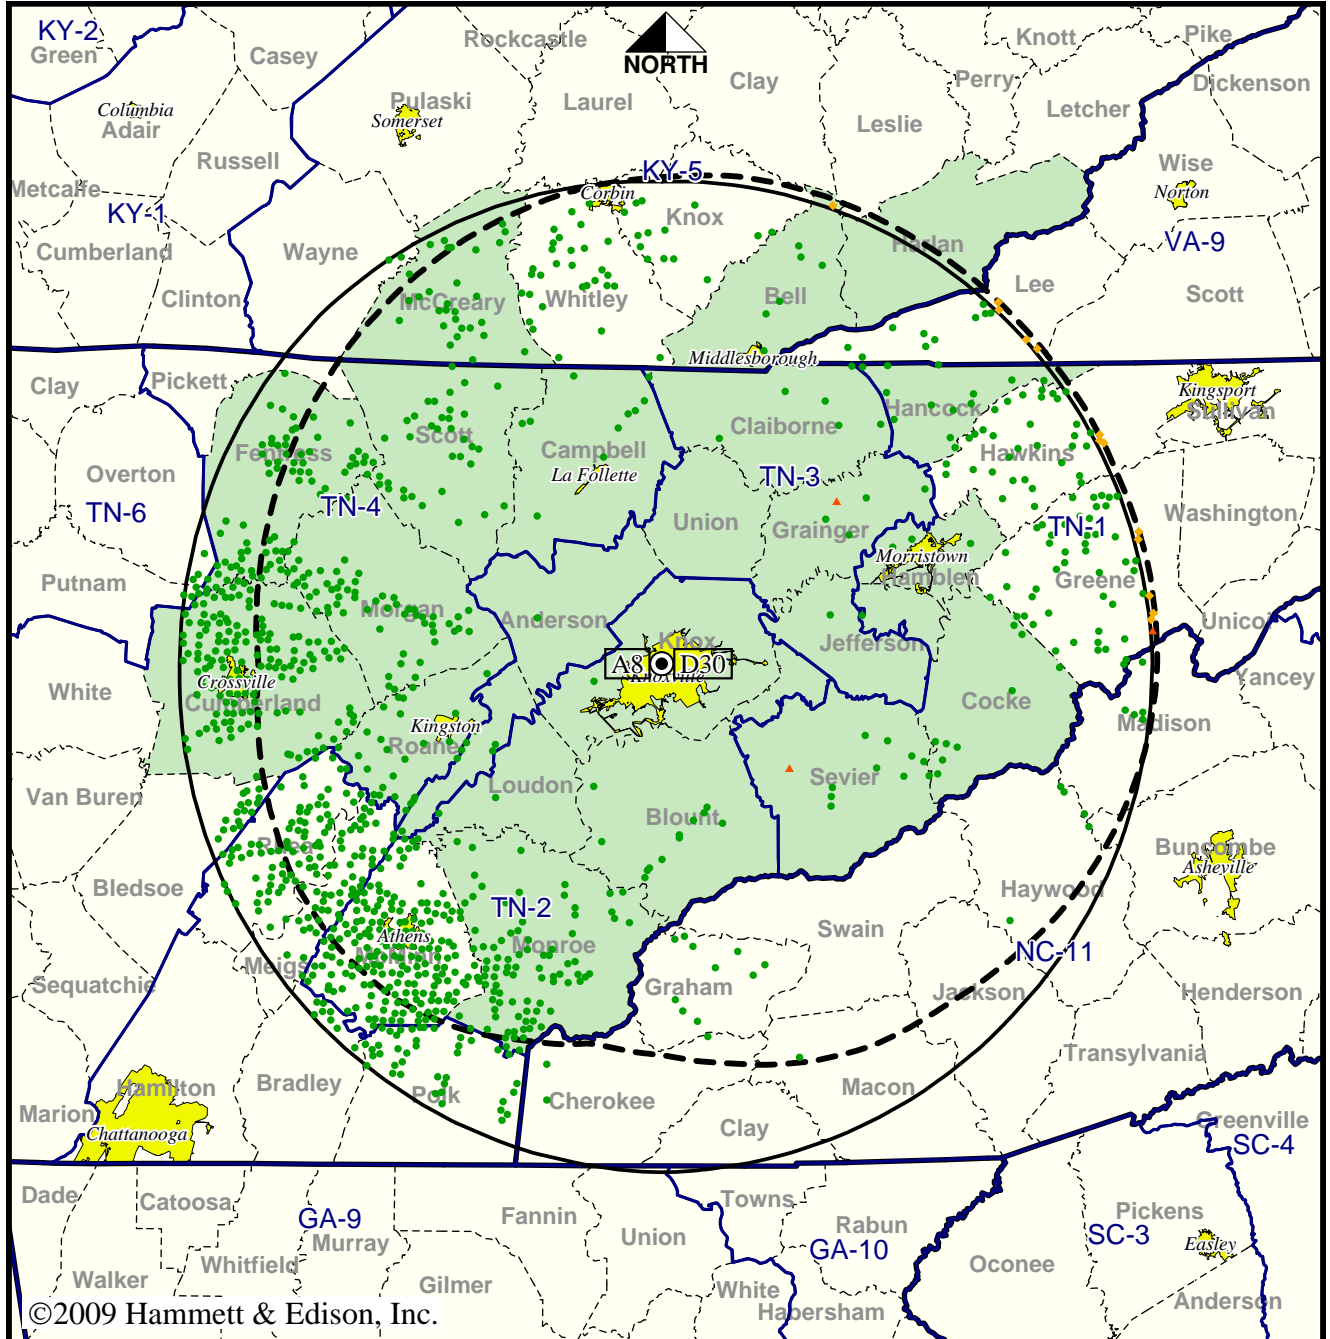 KY-2
Green
Casey
Rockcastle
NORTH
Knott
Pike
Clay
Perry
Dickenson
Letcher
Columbia
Adair
Pulaski
Somerset
Laurel
Leslie
Russell
Wise
Norton
KY-5
Metcalfe
KY-1
Corbin
Knox
Cumberland
Wayne
Harlan
VA-9
Clinton
McCreary
Whitley
Bell
Lee
Scott
Middlesborough
Clay
Pickett
Kingsport
Sullivan
Overton
Fentress
Scott
Campbell
La Follette
Claiborne
Hancock
Hawkins
TN-3
TN-6
TN-4
Union
Grainger
TN-1
Washington
Morristown
Hamblen
Putnam
Greene
Morgan
Anderson
Unicoi
Knox
Jefferson
A8
D30
Knoxville
White
Crossville
Cumberland
Yancey
Cocke
Madison
Kingston
Roane
Sevier
Loudon
Van Buren
Blount
Rhea
Buncombe
Asheville
Bledsoe
Haywood
TN-2
Athens
McMinn
Monroe
Swain
NC-11
Meigs
Sequatchie
Graham
Jackson
Henderson
Transylvania
Hamilton
Bradley
Polk
Macon
Marion
Cherokee
Chattanooga
Clay
Greenville
SC-4
Dade
Catoosa
Towns
Fannin
GA-9
Murray
Union
Rabun
GA-10
Pickens
SC-3
Easley
Whitfield
Walker
Gilmer
White
Habersham
Oconee
Anderson
©2009 Hammett & Edison, Inc.